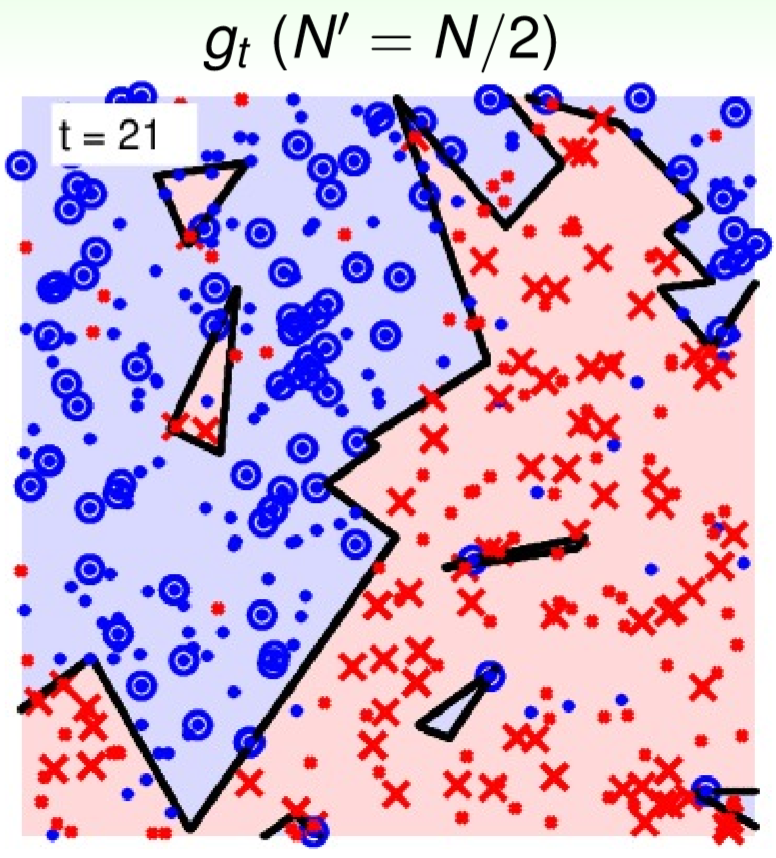 g_t (N′ = N/2)
t = 21